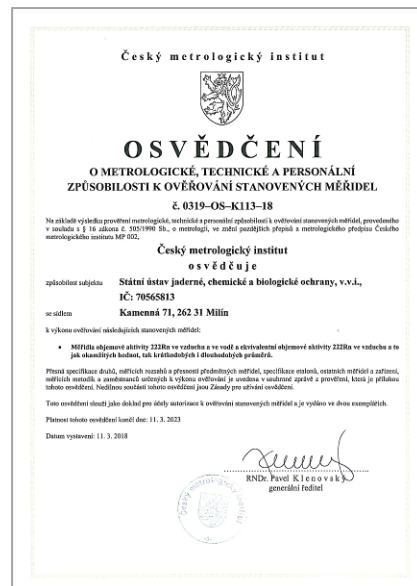 Český metrologický institut
OSVĚDČENÍ
O METROLOGICKÉ, TECHNICKÉ A PERSONÁLNÍ
ZPŮSOBILOSTI K OVĚŘOVÁNÍ STANOVENÝCH MĚŘIDEL
č. 0319–OS–K113–18
Na základě výsledku prověření metrologické, technické a personální způsobilosti k ověřování stanovených měřidel, provedeného
v souladu s § 16 zákona č. 505/1990 Sb., o metrologii, ve znění pozdějších přepisů a metrologického předpisu Českého
metrologického institutu MP 002,
Český metrologický institut
osvědčuje
způsobilost subjektu Státní ústav jaderné, chemické a biologické ochrany, v.v.i.,
IČ: 70565813
se sídlem Kamenná 71, 262 31 Milín
k výkonu ověřování následujících stanovených měřidel:
• Měřidla objemové aktivity 222Rn ve vzduchu a ve vodě a ekvivalentní objemové aktivity 222Rn ve vzduchu a to
jak okamžitých hodnot, tak krátkodobých i dlouhodobých průměrů.
Přesná specifikace druhů, měřicích rozsahů a přesností předmětných měřidel, specifikace etalonů, ostatních měřidel a zařízení,
měřicích metodik a zaměstnanců určených k výkonu ověřování je uvedena v souhrnné zprávě o prověření, která je přílohou
tohoto osvědčení. Nedílnou součástí tohoto osvědčení jsou Zásady pro užívání osvědčení.
Toto osvědčení slouží jako doklad pro účely autorizace k ověřování stanovených měřidel a je vydáno ve dvou exemplářích.
Platnost tohoto osvědčení končí dne: 11. 3. 2023
Datum vystavení: 11. 3. 2018
RNDr. Pavel Klenovský
generální ředitel
Český metrologický institut